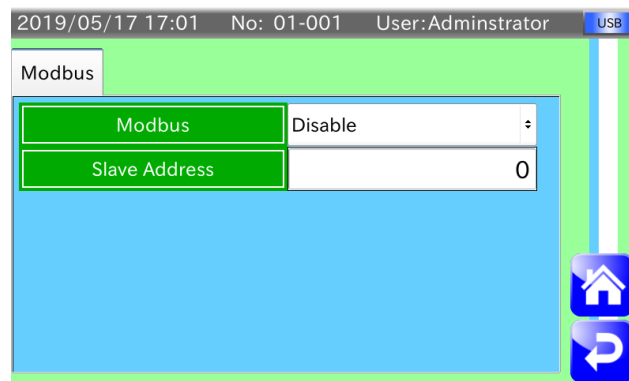 2019/05/17 17:01 No: 01-001 User:Adminstrator USB
Modbus
Modbus Disable
Slave Address 0